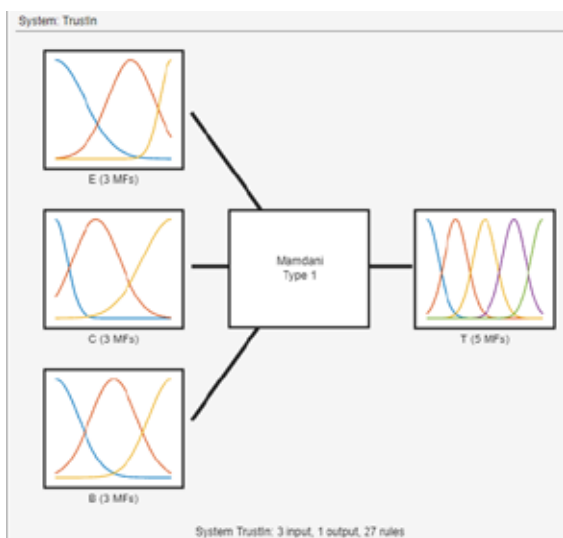 System: TrustIn
E (3 MFs)
Mamdani
Type 1
C (3 MFs)
T (5 MFs)
B (3 MFs)
System TrustIn: 3 input, 1 output, 27 rules